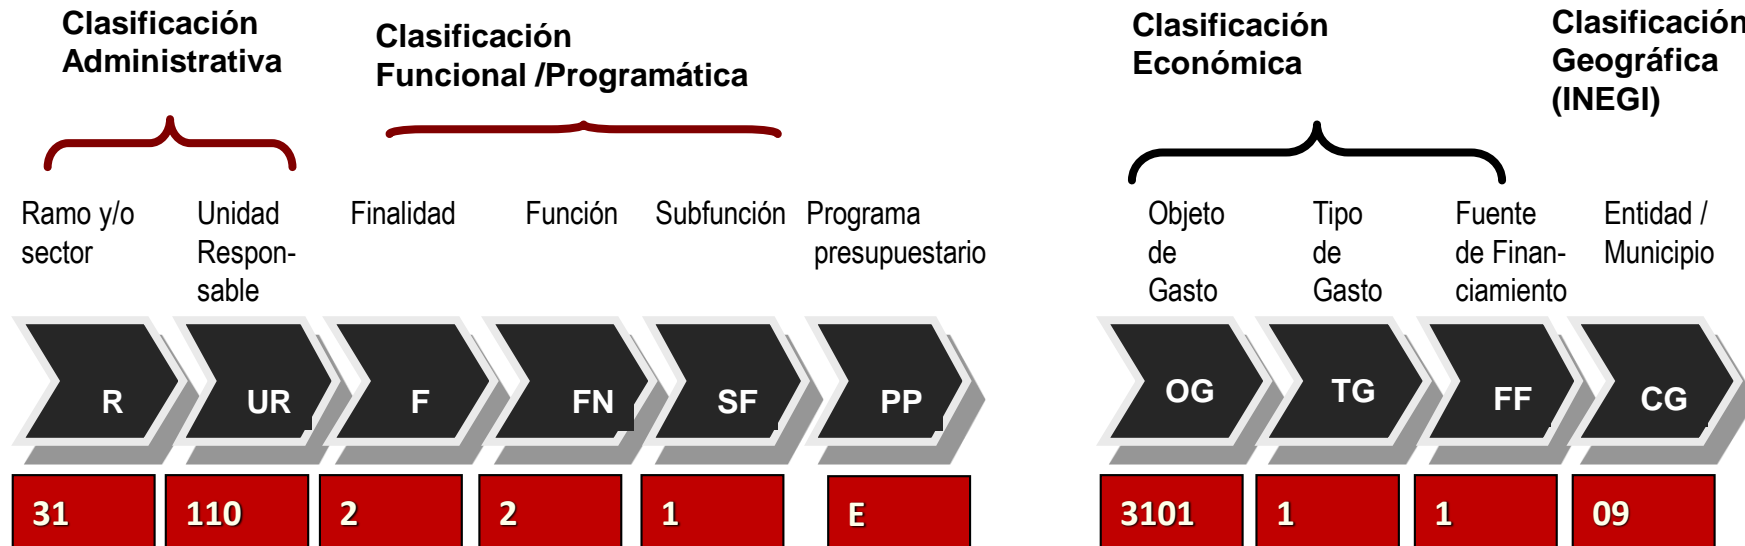 Clasificación
Administrativa
Clasificación
Funcional /Programática
Clasificación
Económica
Clasificación
Geográfica
(INEGI)
Ramo y/o
sector
Unidad
Respon-
sable
Finalidad
Función
Subfunción
Programa
presupuestario
Objeto
de
Gasto
Tipo
de
Gasto
Fuente
de Finan-
ciamiento
Entidad /
Municipio
R
UR
F
FN
SF
PP
OG
TG
FF
CG
31
110
2
2
1
E
3101
1
1
09